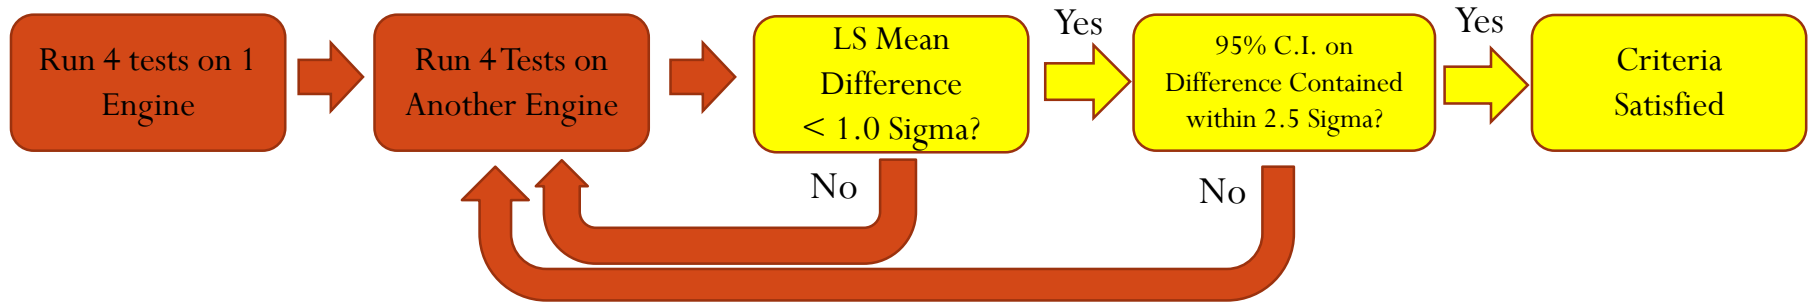 Run 4 tests on 1
Engine
Run 4 Tests on
Another Engine
LS Mean
Difference
< 1.0 Sigma?
Yes
No
95% C.I. on
Difference Contained
within 2.5 Sigma?
Yes
No
Criteria
Satisfied